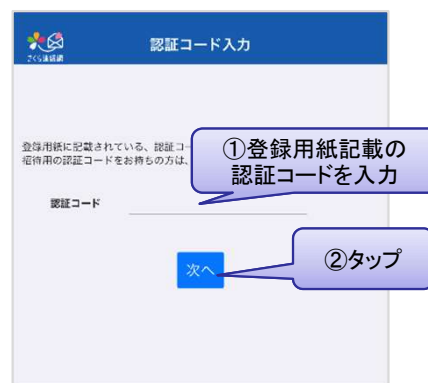 さくら連絡網
認証コード入力
登録用紙に記載されている、認証コー
招待用の認証コードをお持ちの方は、
①登録用紙記載の
認証コードを入力
認証コード
次へ
②タップ